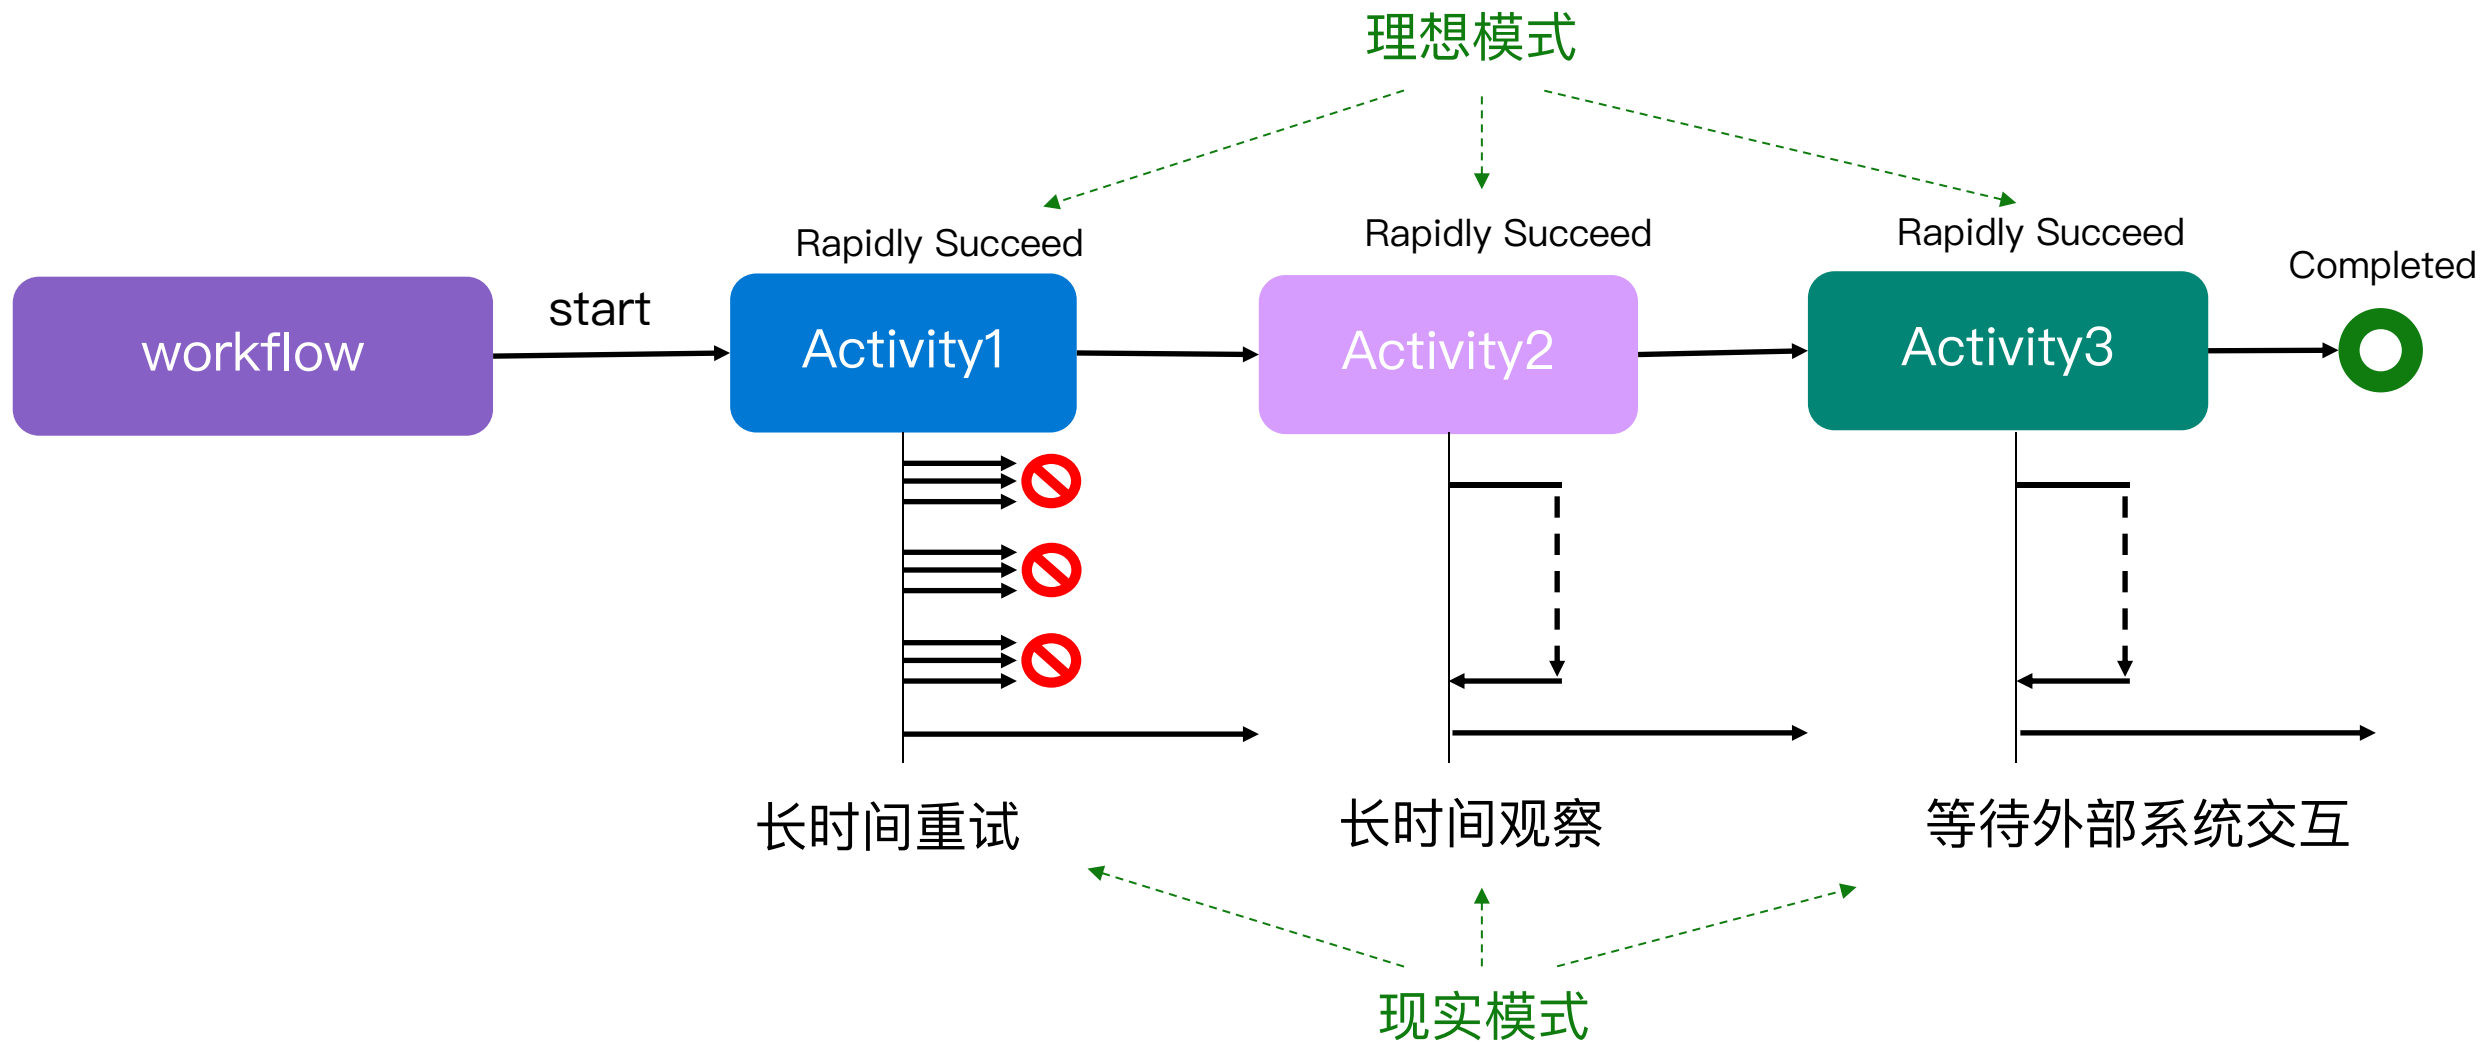 理想模式
Rapidly Succeed
Rapidly Succeed
Rapidly Succeed
Completed
workflow
start
Activity1
Activity2
Activity3
长时间重试
长时间观察
等待外部系统交互
现实模式